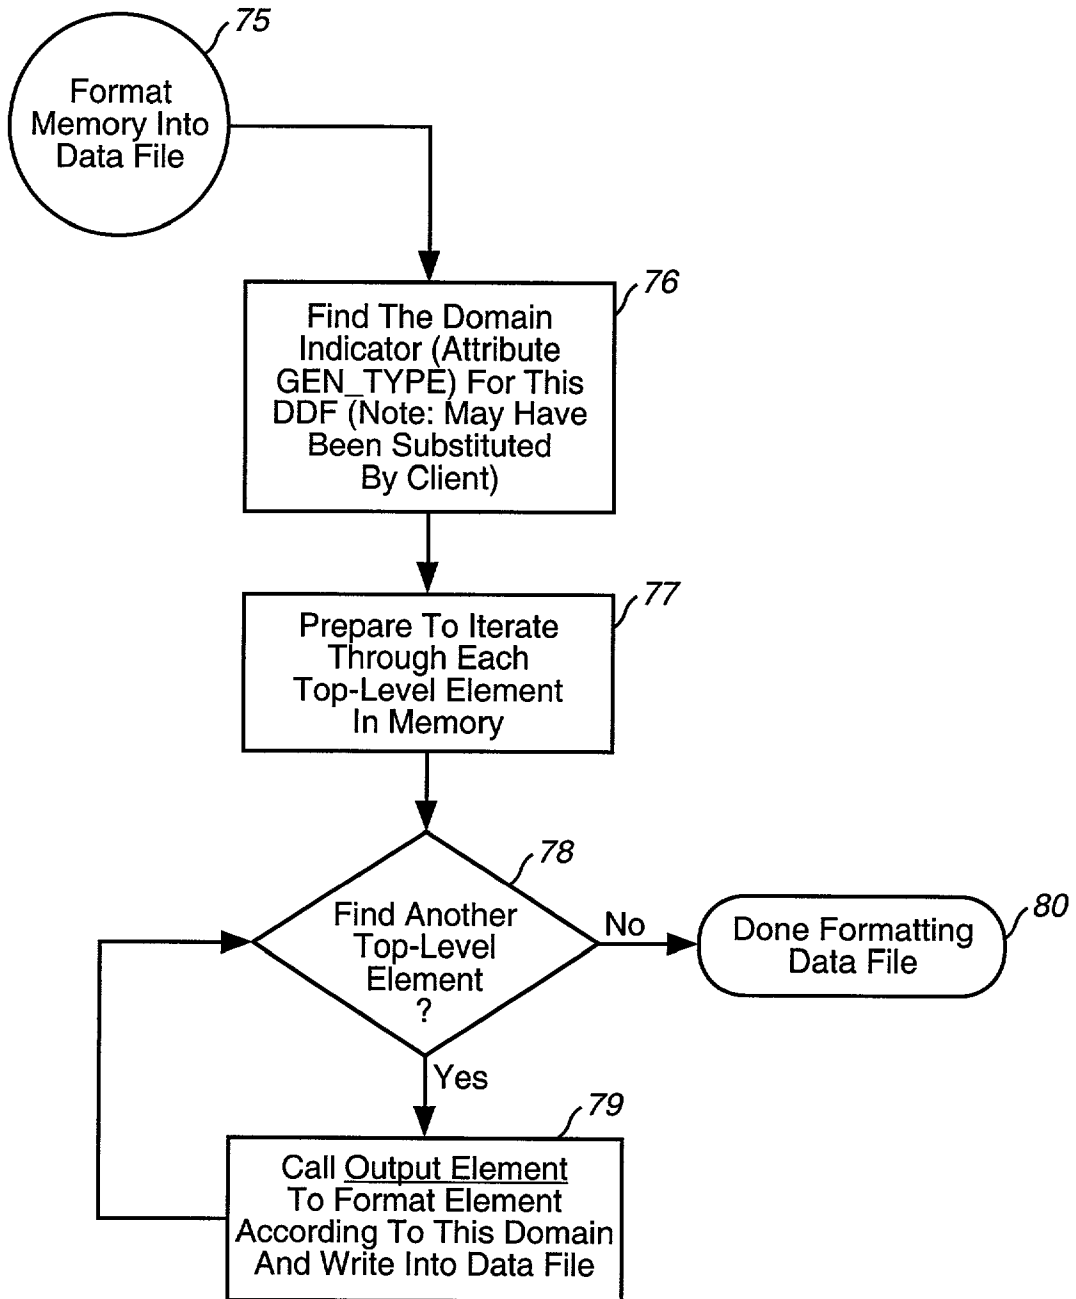 75
Format
Memory Into
Data File
76
Find The Domain
Indicator (Attribute
GEN_TYPE) For This
DDF (Note: May Have
Been Substituted
By Client)
77
Prepare To Iterate
Through Each
Top-Level Element
In Memory
78
Find Another
Top-Level
Element
?
No
80
Done Formatting
Data File
Yes
79
Call Output Element
To Format Element
According To This Domain
And Write Into Data File